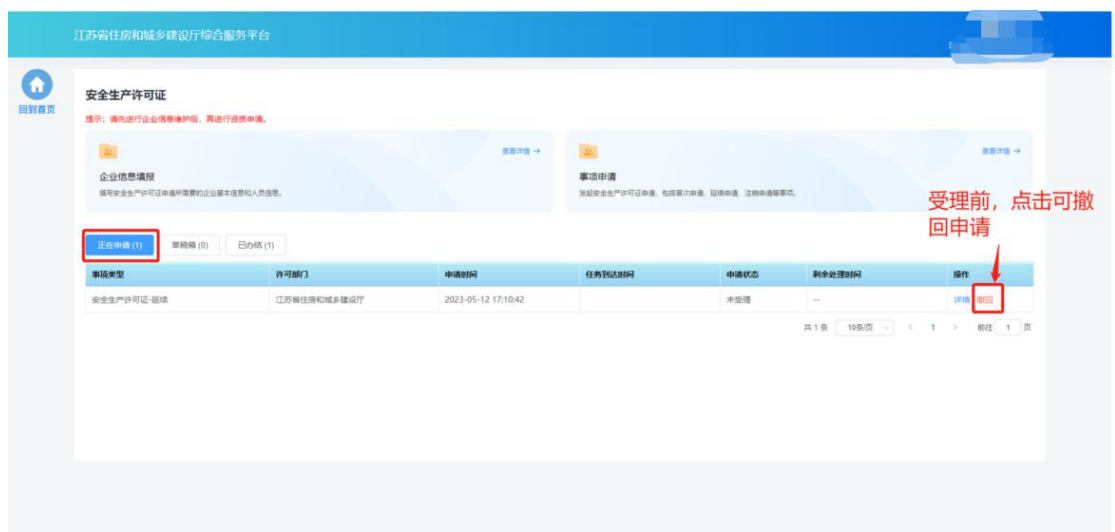 江苏省住房和城乡建设厅综合服务平台
回到首页
安全生产许可证
提示：请先进行企业信息维护后，再进行资质申请。
查看详情 →
企业信息填报
填写安全生产许可证申请所需要的企业基本信息和人员信息。
查看详情 →
事项申请
发起安全生产许可证申请，包括首次申请、延续申请、注销申请等事项。
受理前，点击可撤
回申请
正在申请 (1) 草稿箱 (0) 已办结 (1)
事项类型 许可部门 申请时间 任务到达时间 申请状态 剩余处理时间 操作
安全生产许可证-延续 江苏省住房和城乡建设厅 2023-05-12 17:10:42 未受理 -- 详情 撤回
共 1 条 10条/页 < 1 > 前往 1 页